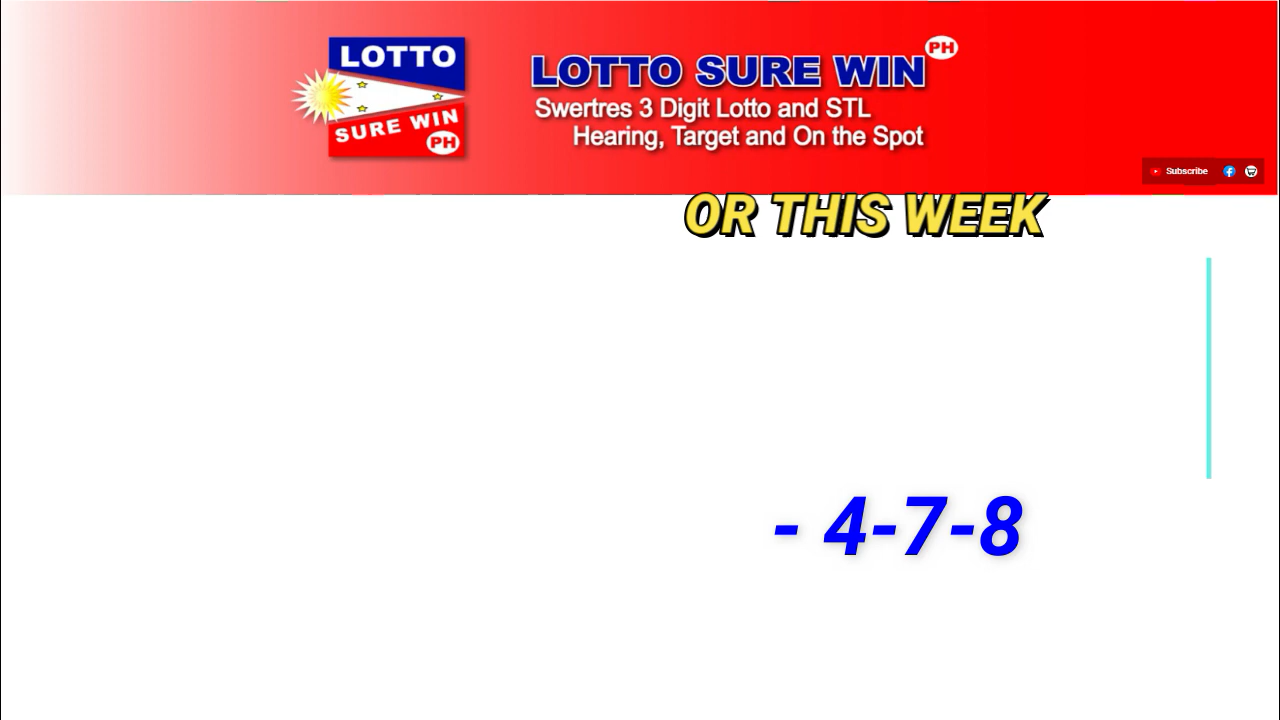 LOTTO
SURE WIN
PH
LOTTO SURE WIN PH
Swertres 3 Digit Lotto and STL
Hearing, Target and On the Spot
Subscribe
OR THIS WEEK
- 4-7-8